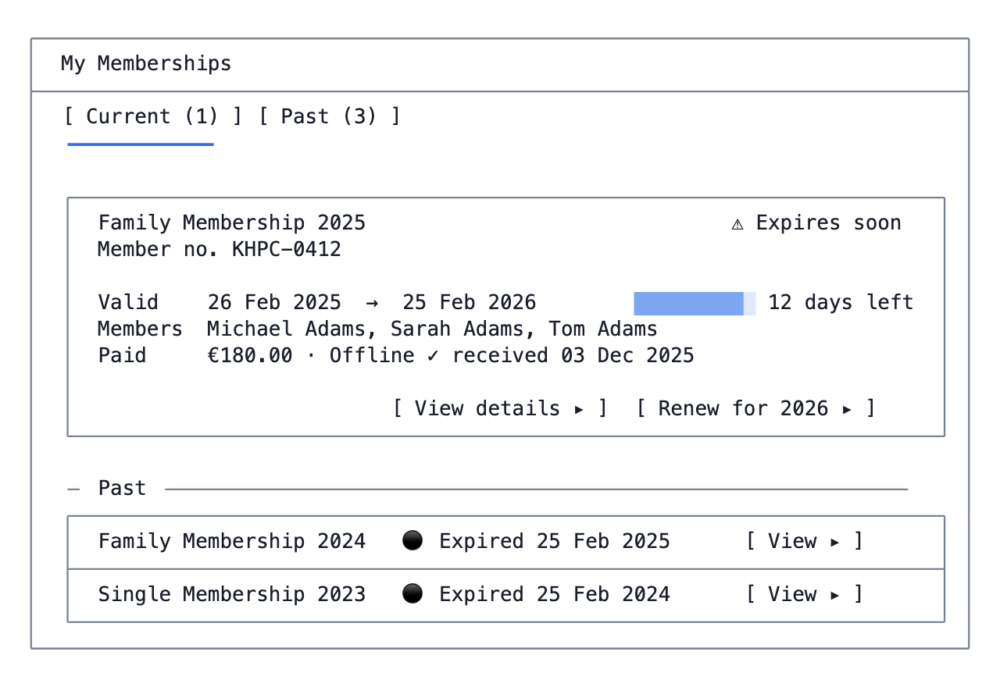 My Memberships
[ Current (1) ] [ Past (3) ]
Family Membership 2025 ⚠ Expires soon
Member no. KHPC–0412
Valid 26 Feb 2025 → 25 Feb 2026 12 days left
Members Michael Adams, Sarah Adams, Tom Adams
Paid €180.00 · Offline ✓ received 03 Dec 2025
[ View details ▸ ] [ Renew for 2026 ▸ ]
Past
Family Membership 2024 ⚫ Expired 25 Feb 2025 [ View ▸ ]
Single Membership 2023 ⚫ Expired 25 Feb 2024 [ View ▸ ]